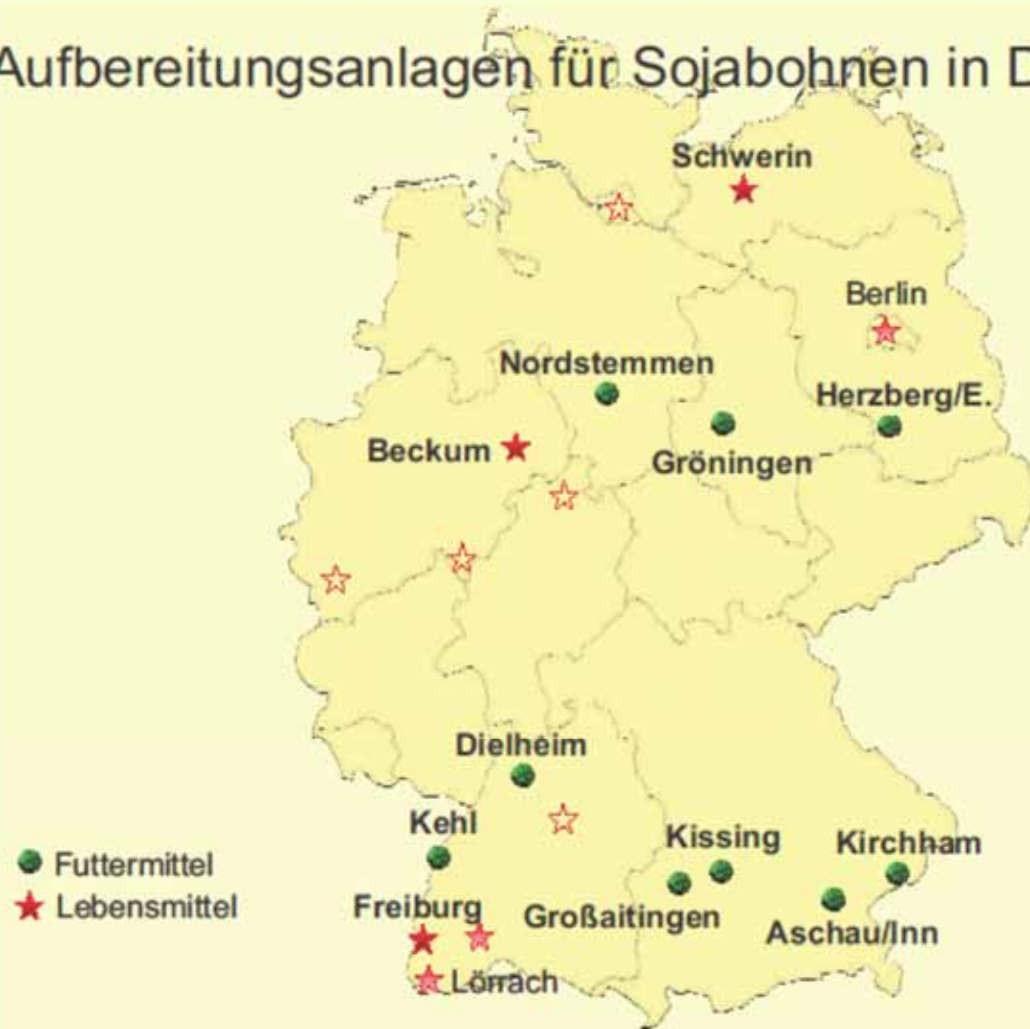 Aufbereitungsanlagen für Sojabohnen in D
Schwerin
Berlin
Nordstemmen
Herzberg/E.
Beckum
Gröningen
Dielheim
Kehl
Kissing
Kirchham
Futtermittel
Lebensmittel
Freiburg
Großaitingen
Aschau/Inn
Lörrach